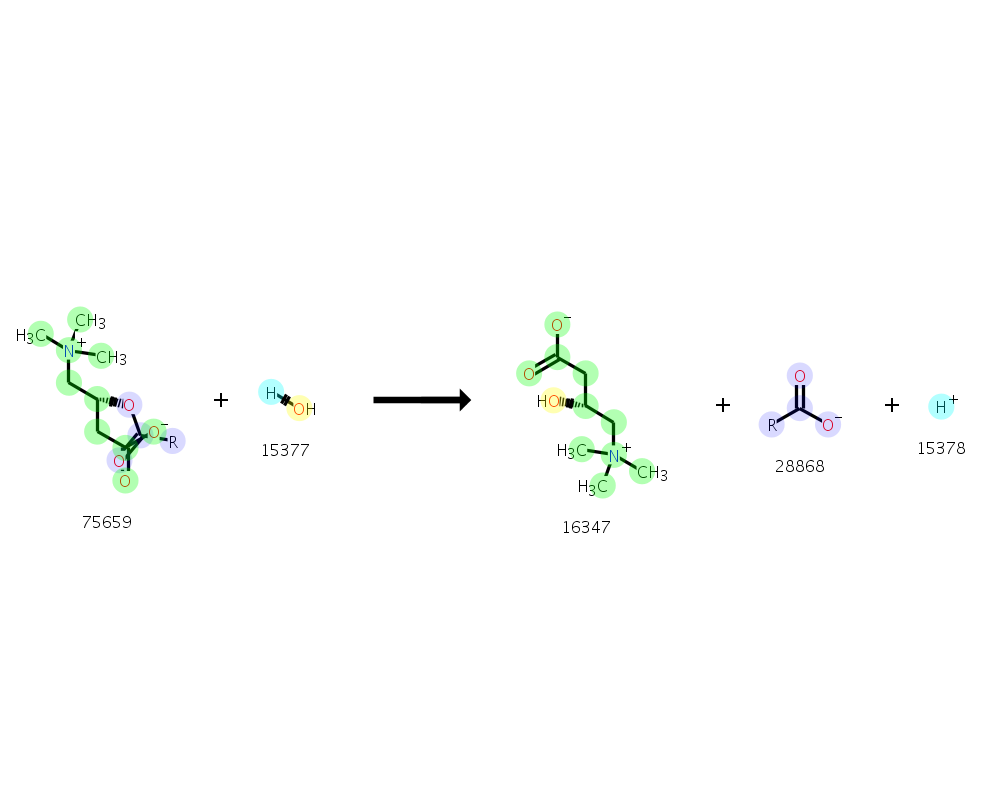 CH3
H3C
N+
CH3
O
O−
R
O
O
75659
+
H
OH
15377
O−
O
HO
H3C
N+
CH3
H3C
16347
+
O
R
O−
28868
+
H+
15378